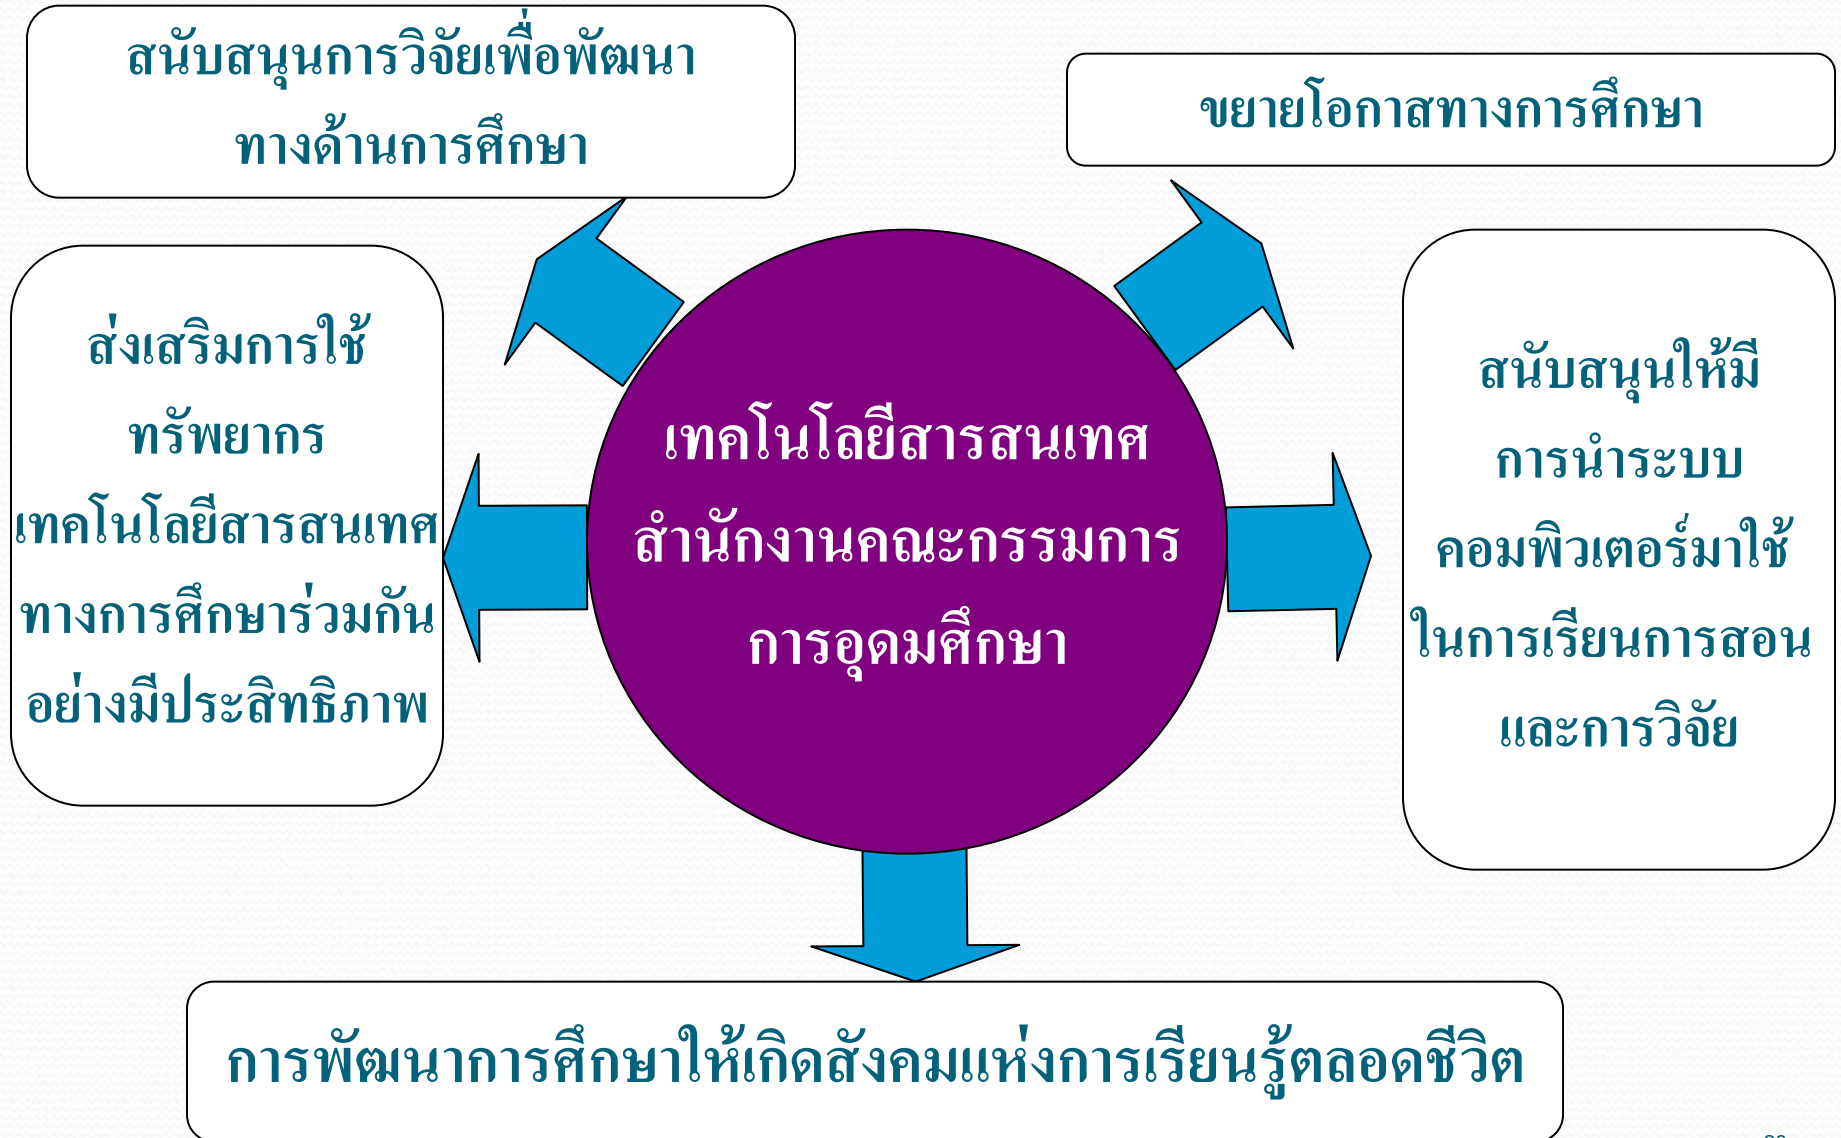 สนับสนุนการวิจัยเพื่อพัฒนา
ทางด้านการศึกษา
ขยายโอกาสทางการศึกษา
ส่งเสริมการใช้
ทรัพยากร
เทคโนโลยีสารสนเทศ
ทางการศึกษาร่วมกัน
อย่างมีประสิทธิภาพ
เทคโนโลยีสารสนเทศ
สำนักงานคณะกรรมการ
การอุดมศึกษา
สนับสนุนให้มี
การนำระบบ
คอมพิวเตอร์มาใช้
ในการเรียนการสอน
และการวิจัย
การพัฒนาการศึกษาให้เกิดสังคมแห่งการเรียนรู้ตลอดชีวิต